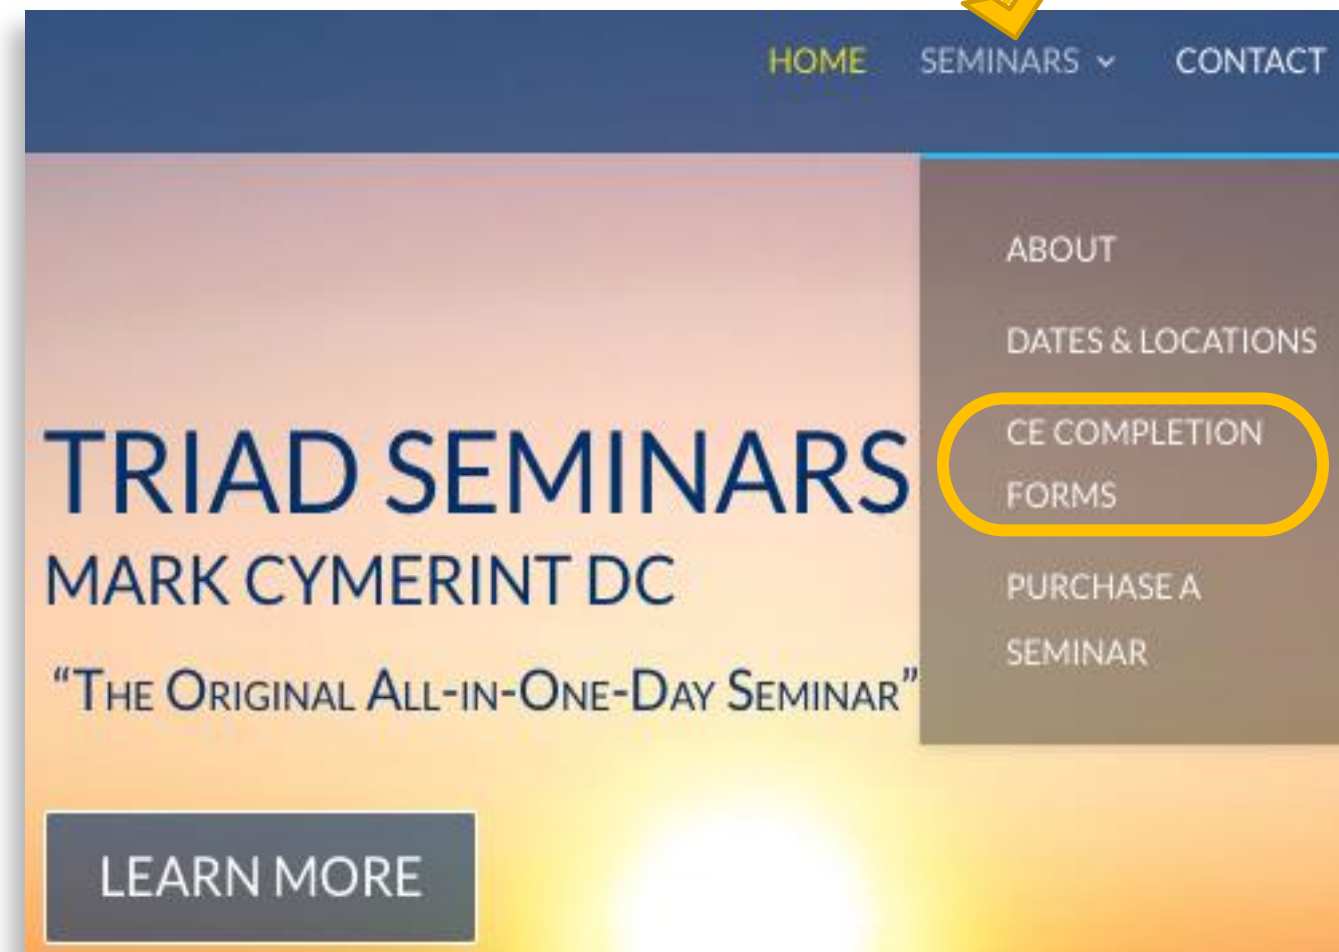 HOME SEMINARS CONTACT
ABOUT
DATES & LOCATIONS
CE COMPLETION
FORMS
PURCHASE A
SEMINAR
TRIAD SEMINARS
MARK CYMERINT DC
“THE ORIGINAL ALL-IN-ONE-DAY SEMINAR”
LEARN MORE